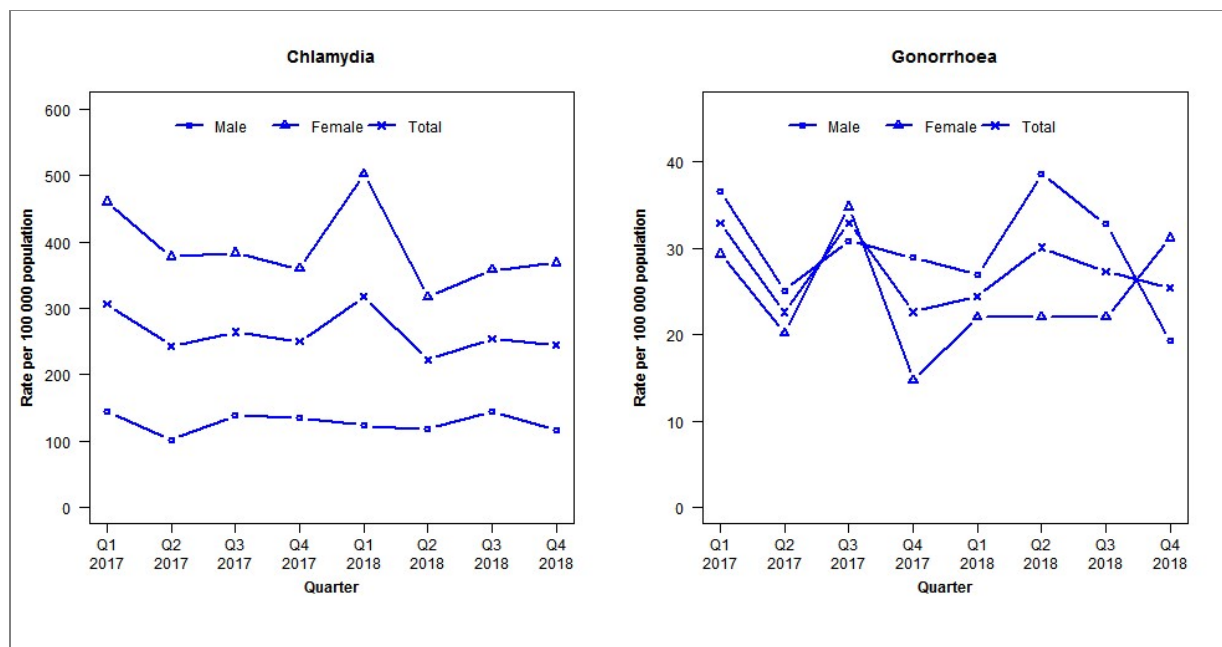 Chlamydia
Male Female Total
600
500
400
300
200
100
0
Rate per 100 000 population
Q1 Q2 Q3 Q4 Q1 Q2 Q3 Q4
2017 2017 2017 2017 2018 2018 2018 2018
Quarter
Gonorrhoea
Male Female Total
40
30
20
10
0
Rate per 100 000 population
Q1 Q2 Q3 Q4 Q1 Q2 Q3 Q4
2017 2017 2017 2017 2018 2018 2018 2018
Quarter